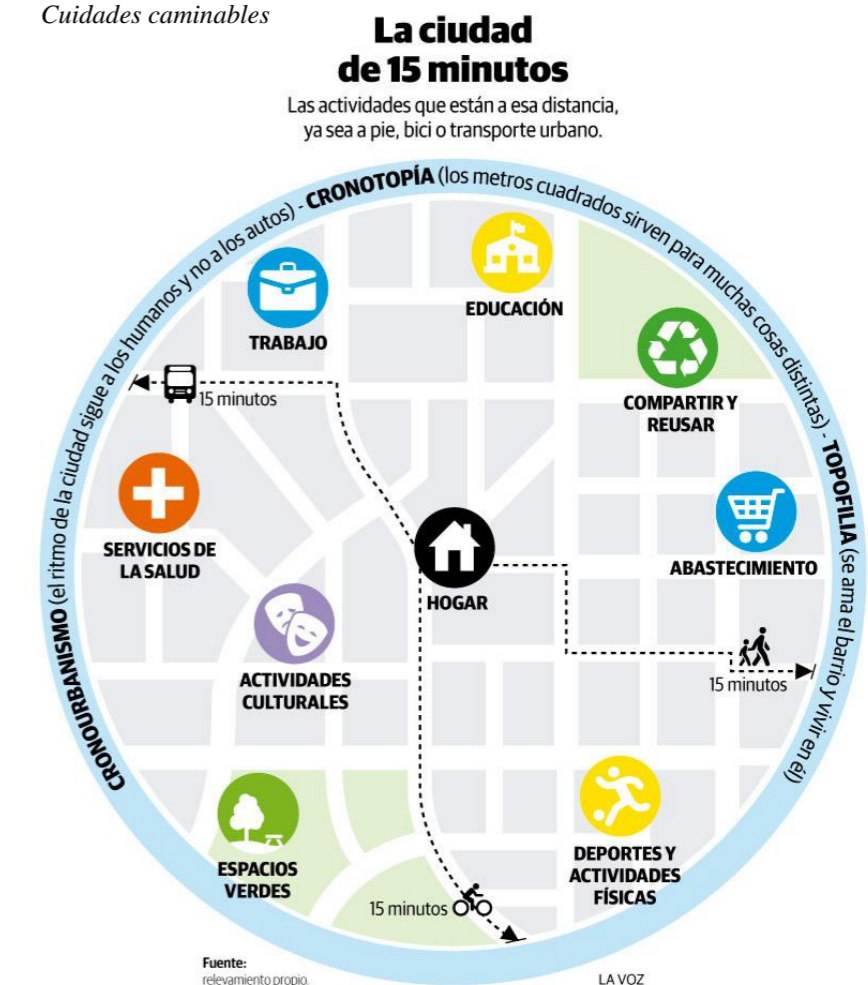 Cuidades caminables
La ciudad
de 15 minutos
Las actividades que están a esa distancia,
ya sea a pie, bici o transporte urbano.
CRONOURBANISMO (el ritmo de la ciudad sigue a los humanos y no a los autos) - CRONOTOPÍA (los metros cuadrados sirven para muchas cosas distintas) - TOPOFILIA (se ama el barrio y vivir en él)
TRABAJO
EDUCACIÓN
COMPARTIR Y
REUSAR
15 minutos
SERVICIOS DE
LA SALUD
ABASTECIMIENTO
HOGAR
ACTIVIDADES
CULTURALES
15 minutos
ESPACIOS
VERDES
DEPORTES Y
ACTIVIDADES
FÍSICAS
15 minutos
Fuente:
relevamiento propio.
LA VOZ